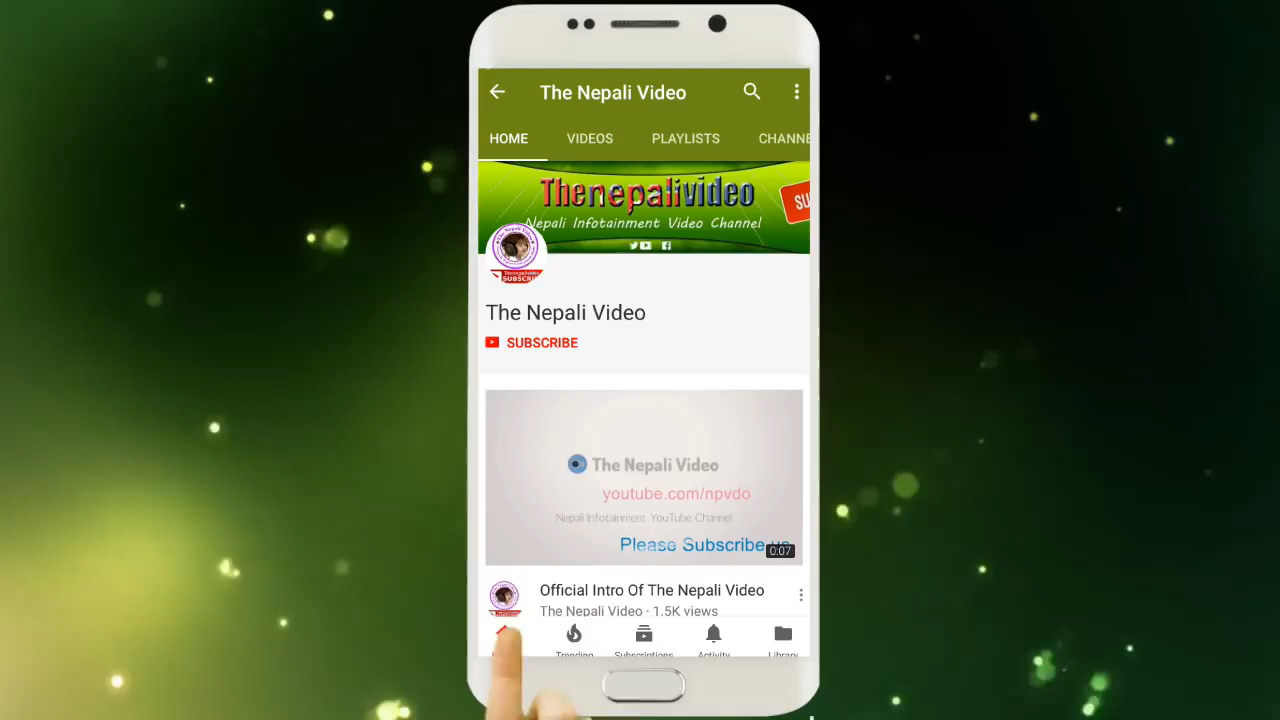 The Nepali Video
HOME VIDEOS PLAYLISTS CHANNE
Thenepalivideo
SU
Nepali Infotainment Video Channel
The Nepali Video
SUBSCRIBE
The Nepali Video
youtube.com/npvdo
Nepali Infotainment YouTube Channel
Please Subscribe us
0:07
Official Intro Of The Nepali Video
The Nepali Video · 1.5K views
Trending Subscriptions Activity Library